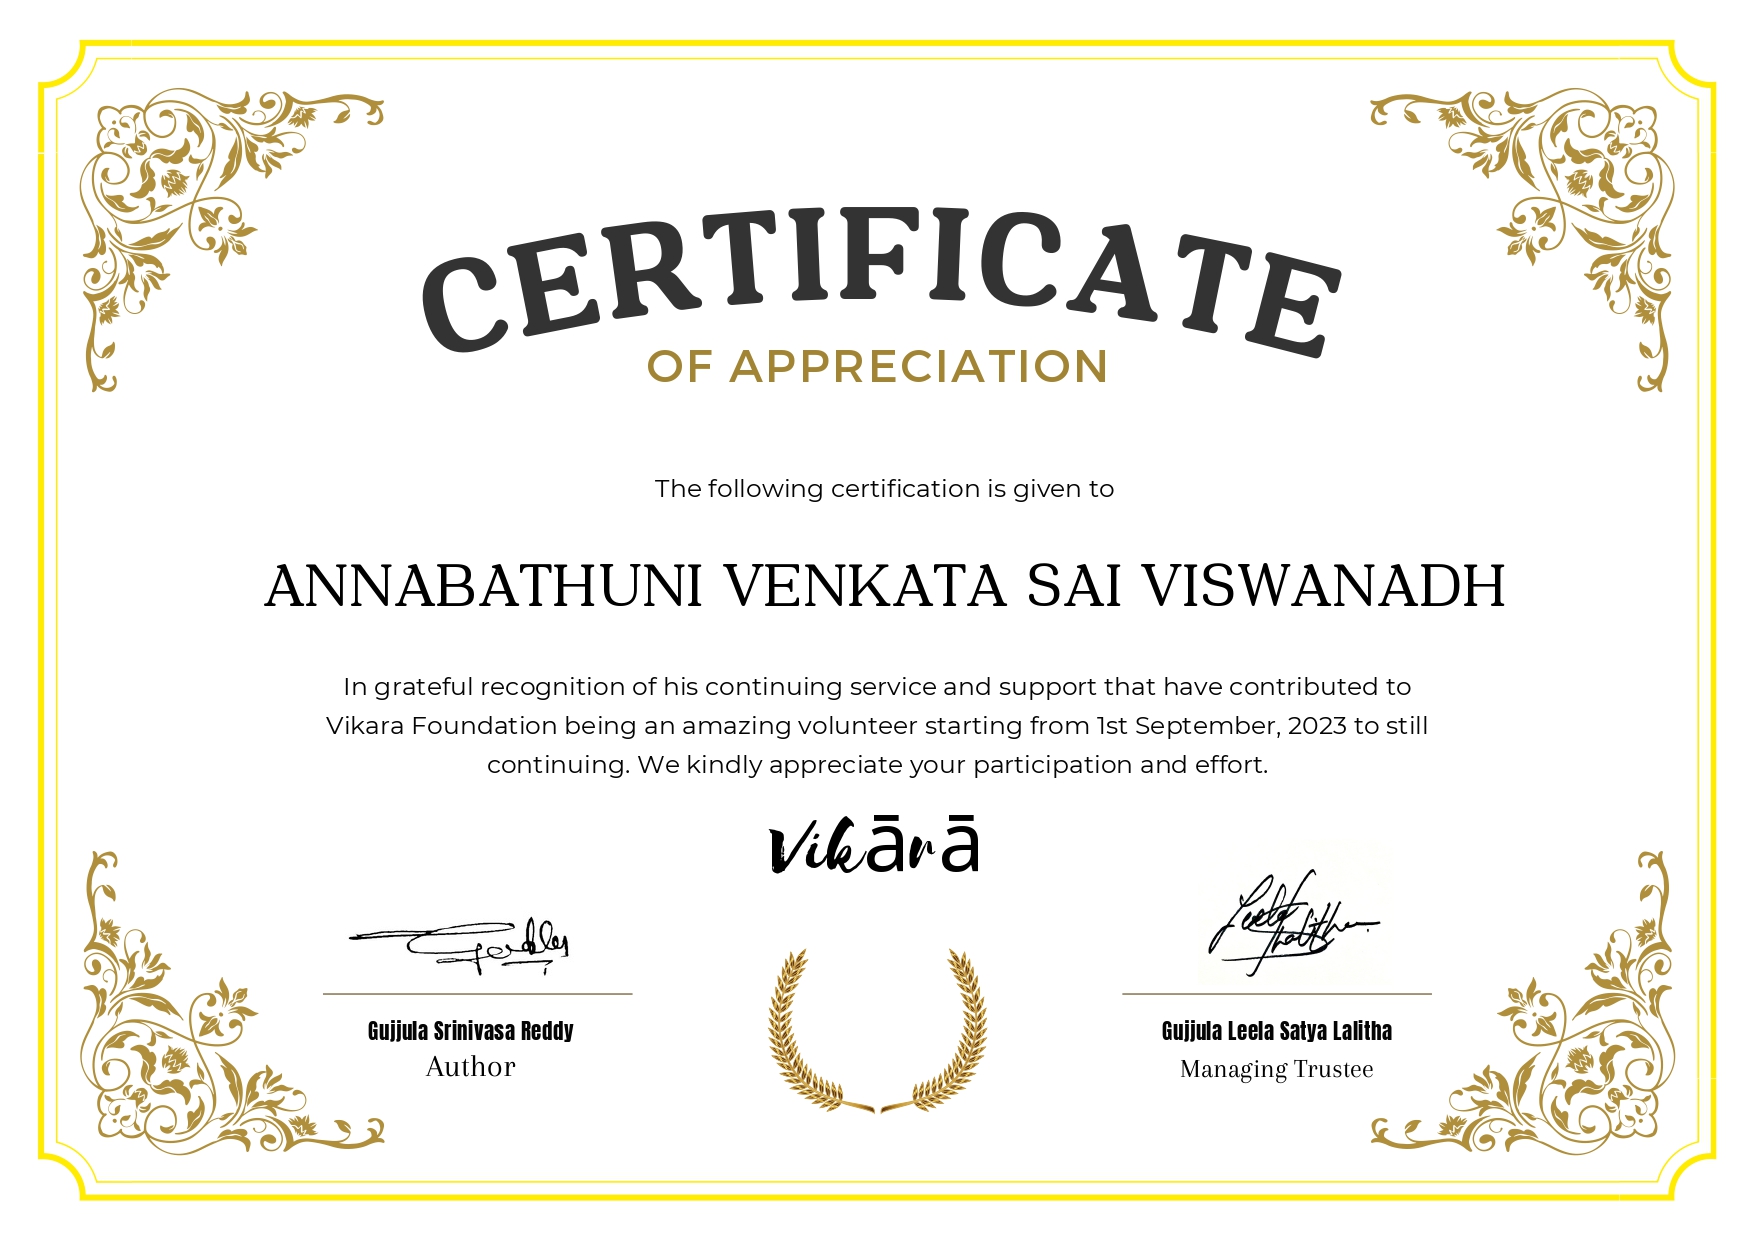 CERTIFICATE
OF APPRECIATION
The following certification is given to
ANNABATHUNI VENKATA SAI VISWANADH
In grateful recognition of his continuing service and support that have contributed to
Vikara Foundation being an amazing volunteer starting from 1st September, 2023 to still
continuing. We kindly appreciate your participation and effort.
Vikārā
Leela
Lalitha
Gujjula Srinivasa Reddy
Author
Gujjula Leela Satya Lalitha
Managing Trustee